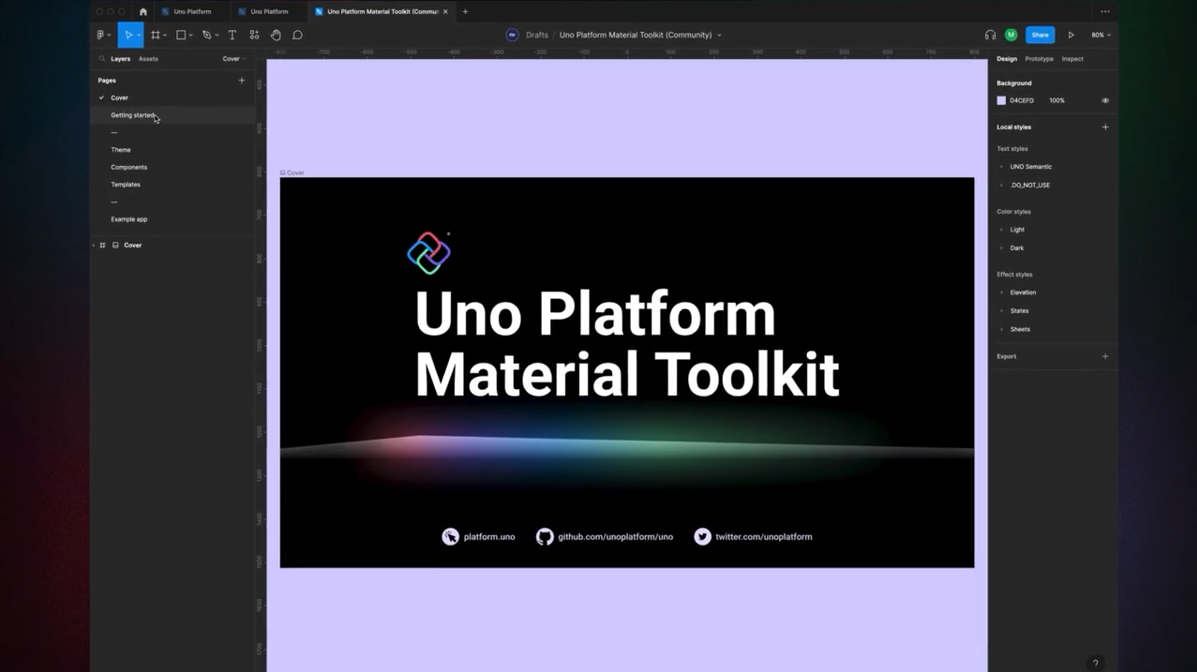 Uno Platform
Uno Platform
Uno Platform Material Toolkit (Commu
Drafts / Uno Platform Material Toolkit (Community)
M
Share
80%
Layers
Assets
Cover
Design
Prototype
Inspect
Pages
Cover
Getting started
—
Theme
Components
Templates
—
Example app
Cover
Background
D4CEFD
100%
Local styles
Text styles
UNO Semantic
.DO_NOT_USE
Color styles
Light
Dark
Effect styles
Elevation
States
Sheets
Export
Cover
Uno Platform
Material Toolkit
platform.uno
github.com/unoplatform/uno
twitter.com/unoplatform
?